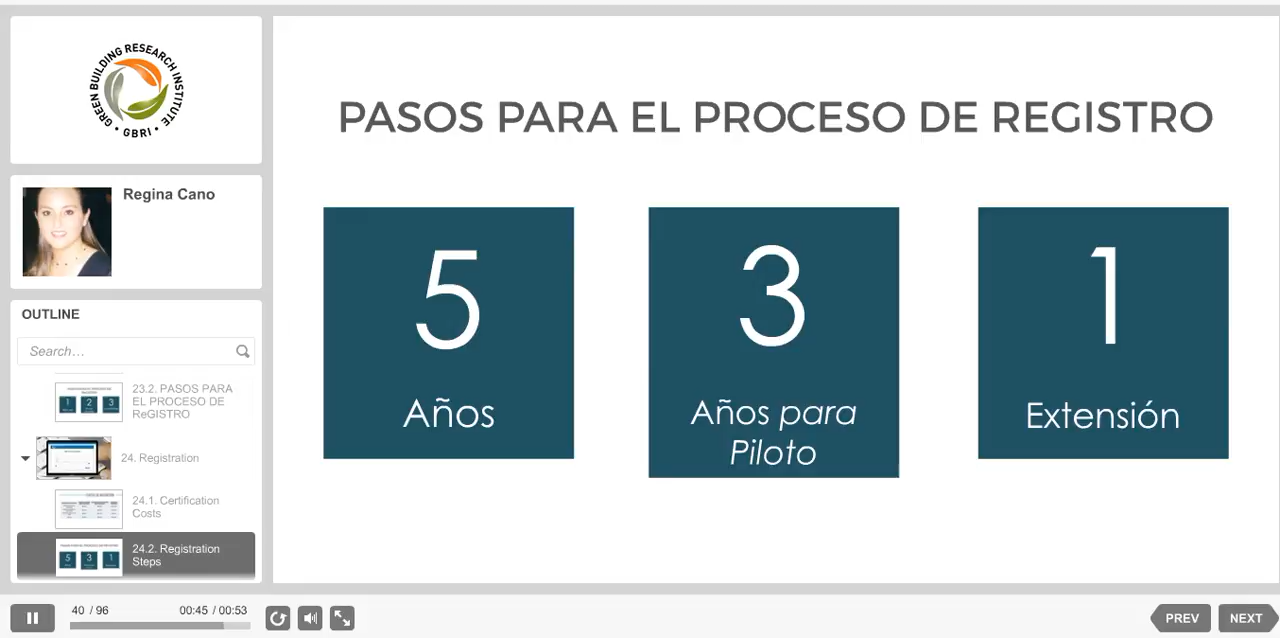 GREEN BUILDING RESEARCH INSTITUTE
• GBRI •
Regina Cano
OUTLINE
Search...
23.2. PASOS PARA
EL PROCESO DE
ReGISTRO
24. Registration
24.1. Certification
Costs
24.2. Registration
Steps
PASOS PARA EL PROCESO DE REGISTRO
5
Años
3
Años para
Piloto
1
Extensión
40 / 96
00:45 / 00:53
PREV
NEXT